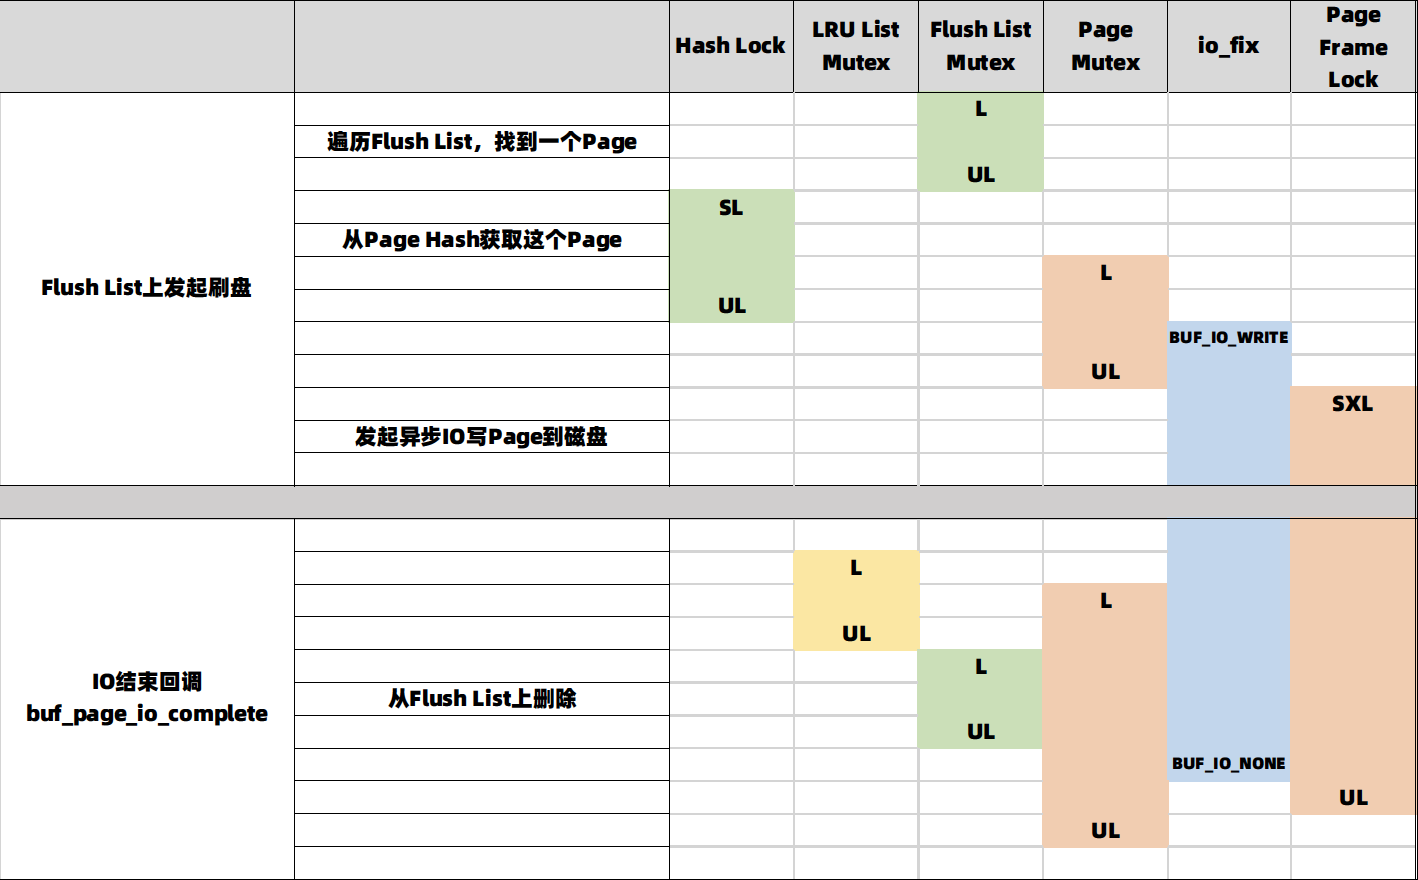 Hash Lock
LRU List
Mutex
Flush List
Mutex
Page
Mutex
io_fix
Page
Frame
Lock
L
遍历Flush List，找到一个Page
UL
SL
从Page Hash获取这个Page
Flush List上发起刷盘
L
UL
BUF_IO_WRITE
UL
SXL
发起异步IO写Page到磁盘
L
L
UL
L
IO结束回调
buf_page_io_complete
从Flush List上删除
UL
BUF_IO_NONE
UL
UL